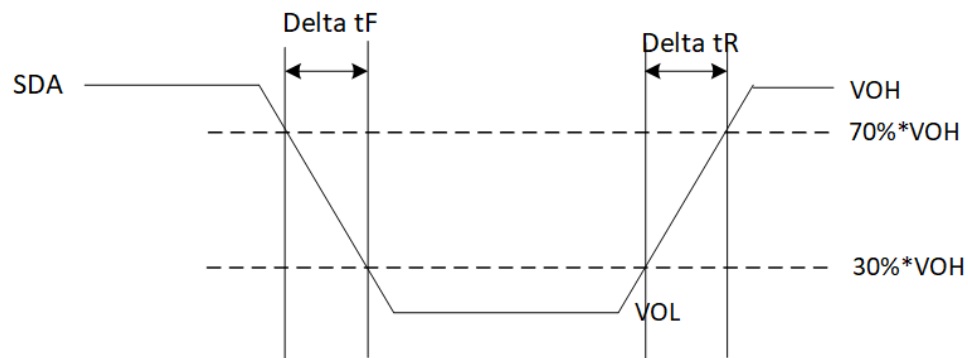 Delta tF
Delta tR
SDA
VOH
70%*VOH
30%*VOH
VOL